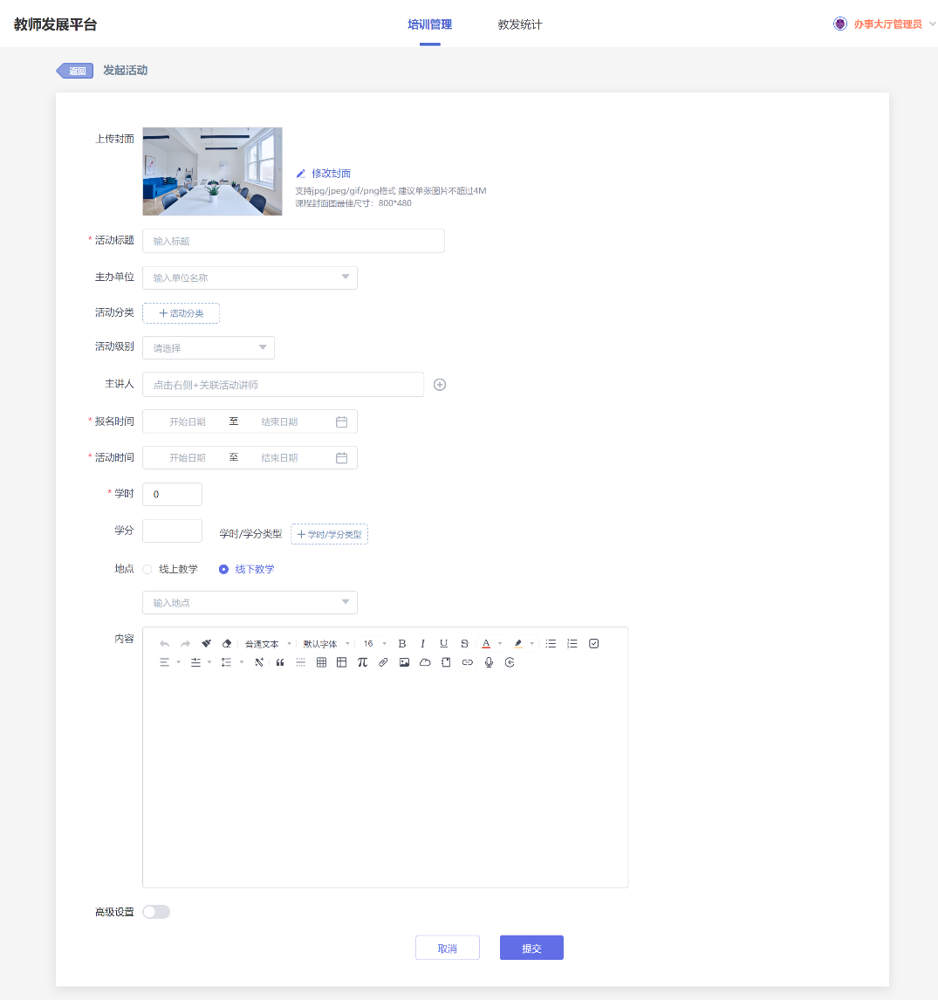 教师发展平台
培训管理
教发统计
办事大厅管理员
返回
发起活动
上传封面
修改封面
支持jpg/jpeg/gif/png格式 建议单张图片不超过4M
课程封面图最佳尺寸：800*480
* 活动标题
输入标题
主办单位
输入单位名称
活动分类
+ 活动分类
活动级别
请选择
主讲人
点击右侧+关联活动讲师
* 报名时间
开始日期 至 结束日期
* 活动时间
开始日期 至 结束日期
* 学时
0
学分
学时/学分类型
+ 学时/学分类型
地点
线上教学
线下教学
输入地点
内容
普通文本 默认字体 16 B I U S A
高级设置
取消
提交